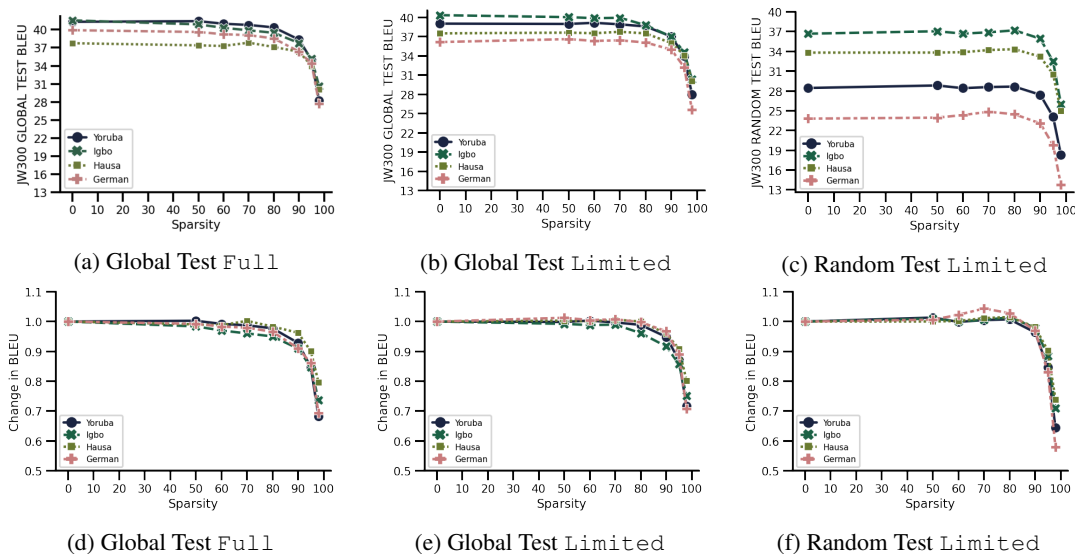 JW300 GLOBAL TEST BLEU
40
37
34
31
28
25
22
19
16
13
Yoruba
Igbo
Hausa
German
0 10 20 30 40 50 60 70 80 90 100
Sparsity
(a) Global Test Full
JW300 GLOBAL TEST BLEU
40
37
34
31
28
25
22
19
16
13
Yoruba
Igbo
Hausa
German
0 10 20 30 40 50 60 70 80 90 100
Sparsity
(b) Global Test Limited
JW300 RANDOM TEST BLEU
40
37
34
31
28
25
22
19
16
13
Yoruba
Igbo
Hausa
German
0 10 20 30 40 50 60 70 80 90 100
Sparsity
(c) Random Test Limited
Change in BLEU
1.1
1.0
0.9
0.8
0.7
0.6
0.5
Yoruba
Igbo
Hausa
German
0 10 20 30 40 50 60 70 80 90 100
Sparsity
(d) Global Test Full
Change in BLEU
1.1
1.0
0.9
0.8
0.7
0.6
0.5
Yoruba
Igbo
Hausa
German
0 10 20 30 40 50 60 70 80 90 100
Sparsity
(e) Global Test Limited
Change in BLEU
1.1
1.0
0.9
0.8
0.7
0.6
0.5
Yoruba
Igbo
Hausa
German
0 10 20 30 40 50 60 70 80 90 100
Sparsity
(f) Random Test Limited